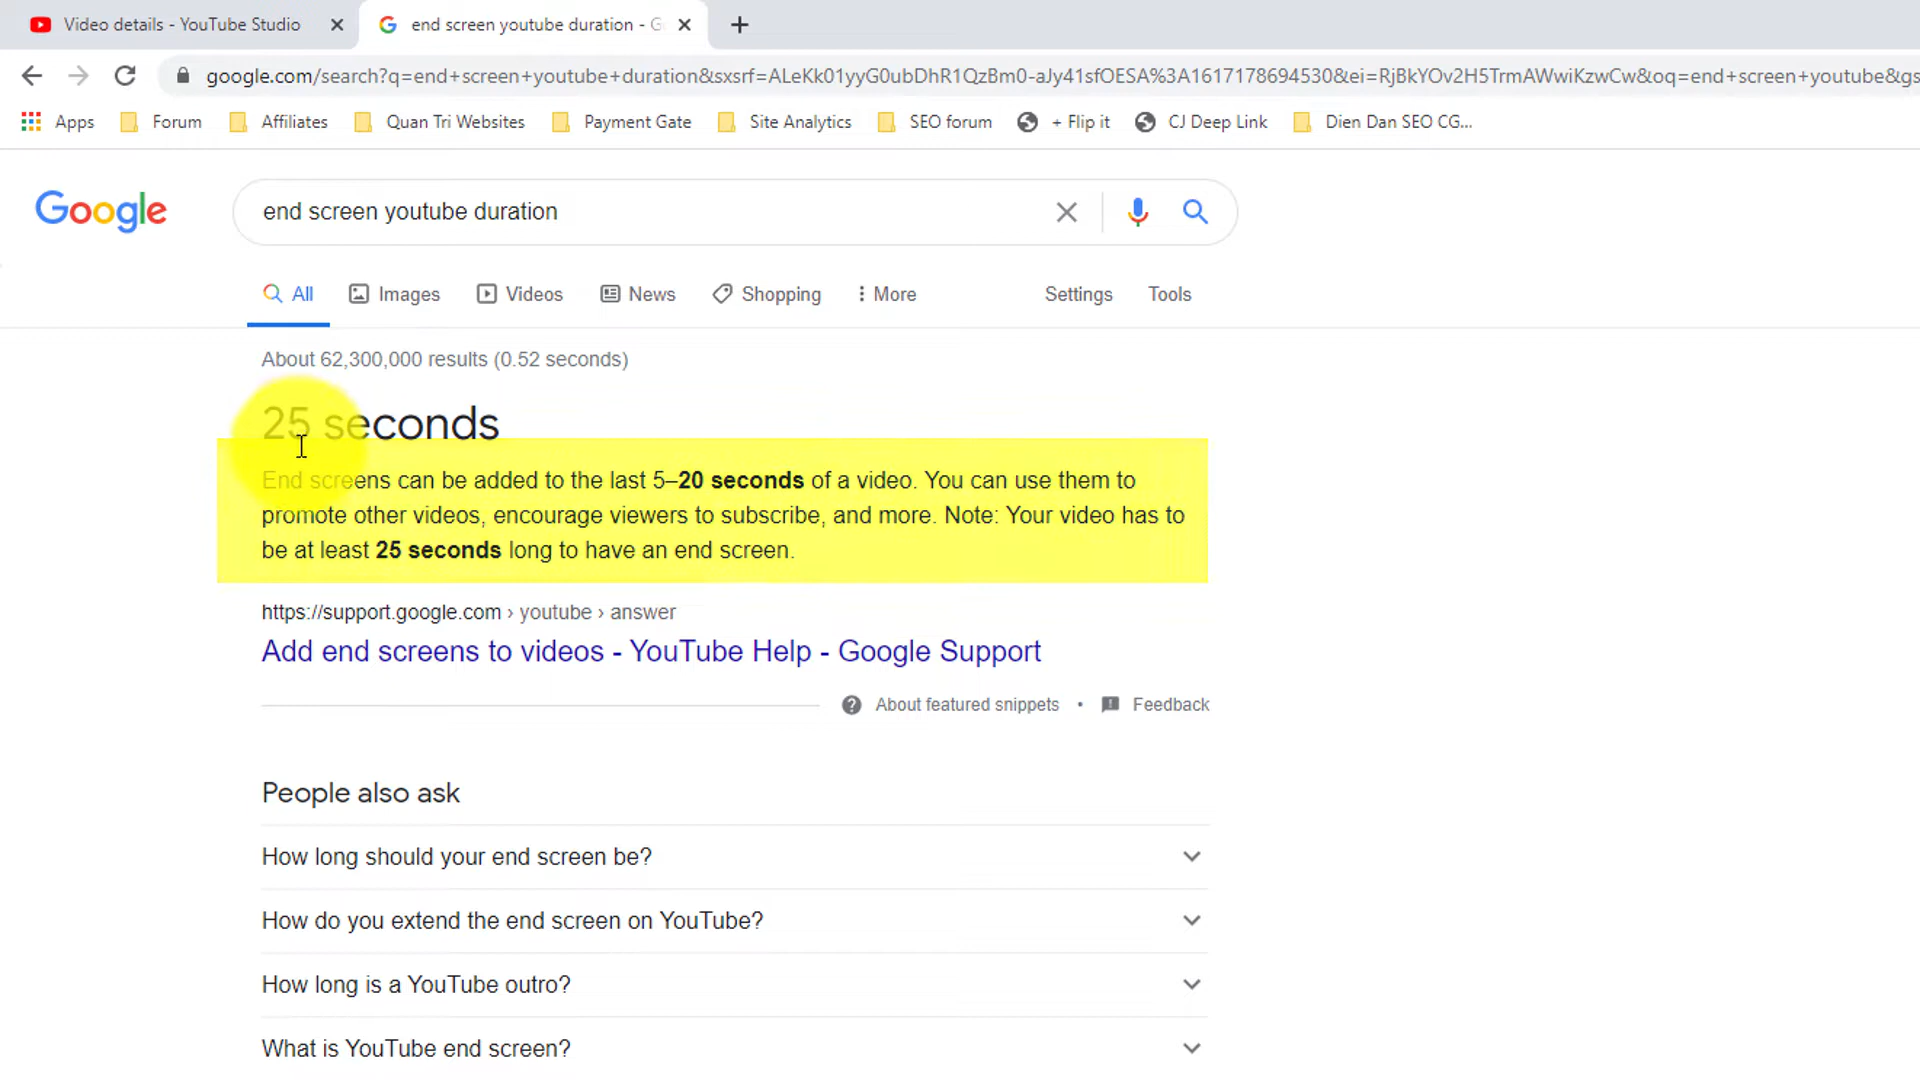 Video details - YouTube Studio
end screen youtube duration - G
google.com/search?q=end+screen+youtube+duration&sxsrf=ALeKk01yyG0ubDhR1QzBm0-aJy41sfOESA%3A1617178694530&ei=RjBkYOv2H5TrmAWwiKzwCw&oq=end+screen+youtube&gs
Apps Forum Affiliates Quan Tri Websites Payment Gate Site Analytics SEO forum + Flip it CJ Deep Link Dien Dan SEO CG...
Google
end screen youtube duration
All Images Videos News Shopping More Settings Tools
About 62,300,000 results (0.52 seconds)
25 seconds
End screens can be added to the last 5–20 seconds of a video. You can use them to
promote other videos, encourage viewers to subscribe, and more. Note: Your video has to
be at least 25 seconds long to have an end screen.
https://support.google.com › youtube › answer
Add end screens to videos - YouTube Help - Google Support
About featured snippets • Feedback
People also ask
How long should your end screen be?
How do you extend the end screen on YouTube?
How long is a YouTube outro?
What is YouTube end screen?